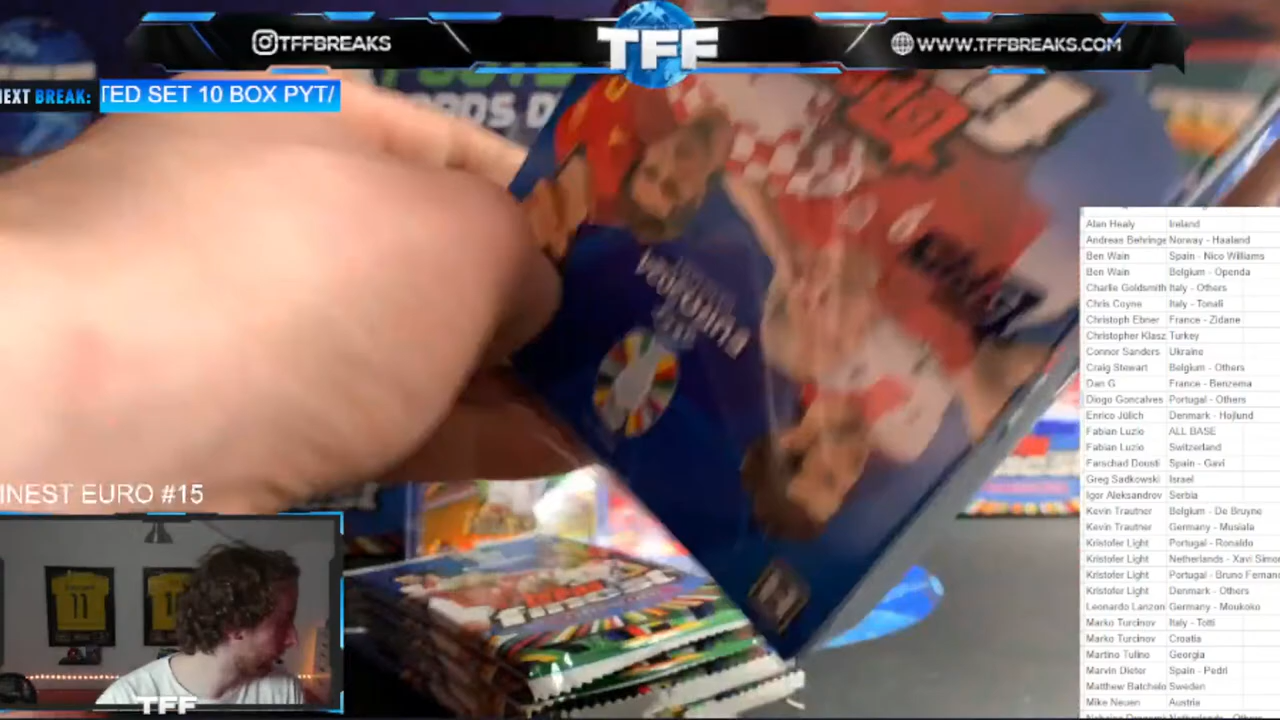 TFFBREAKS
TFF
WWW.TFFBREAKS.COM
NEXT BREAK: TED SET 10 BOX PYT/
INEST EURO #15
11
TFF
Alan Healy Ireland
Andreas Behringe Norway - Haaland
Ben Wain Spain - Nico Williams
Ben Wain Belgium - Openda
Charlie Goldsmith Italy - Others
Chris Coyne Italy - Tonali
Christoph Ebner France - Zidane
Christopher Klasz Turkey
Connor Sanders Ukraine
Craig Stewart Belgium - Others
Dan G France - Benzema
Diogo Goncalves Portugal - Others
Enrico Jülich Denmark - Hojlund
Fabian Luzio ALL BASE
Fabian Luzio Switzerland
Farschad Dousti Spain - Gavi
Greg Sadkowski Israel
Igor Aleksandrov Serbia
Kevin Trautner Belgium - De Bruyne
Kevin Trautner Germany - Musiala
Kristofer Light Portugal - Ronaldo
Kristofer Light Netherlands - Xavi Simo
Kristofer Light Portugal - Bruno Fernan
Kristofer Light Denmark - Others
Leonardo Lanzon Germany - Moukoko
Marko Turcinov Italy - Totti
Marko Turcinov Croatia
Martino Tulino Georgia
Marvin Dieter Spain - Pedri
Matthew Batchelo Sweden
Mike Neuen Austria